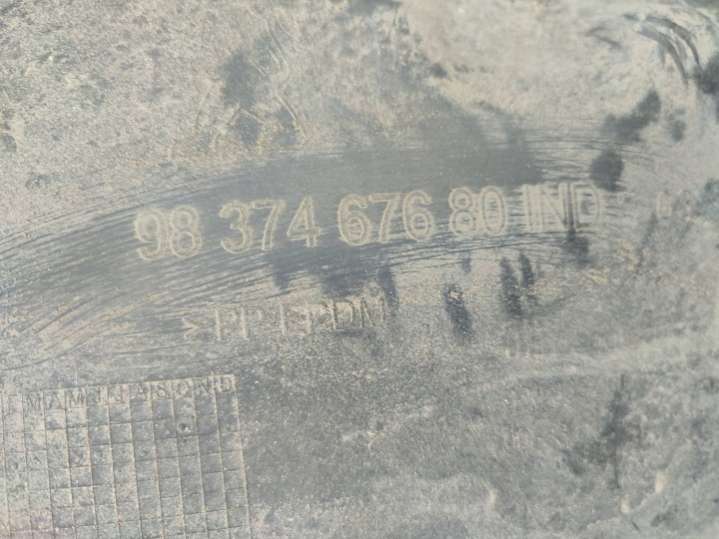 98 374 676 80 IND
>PP+EPDM
J F M A M J J A S O N D